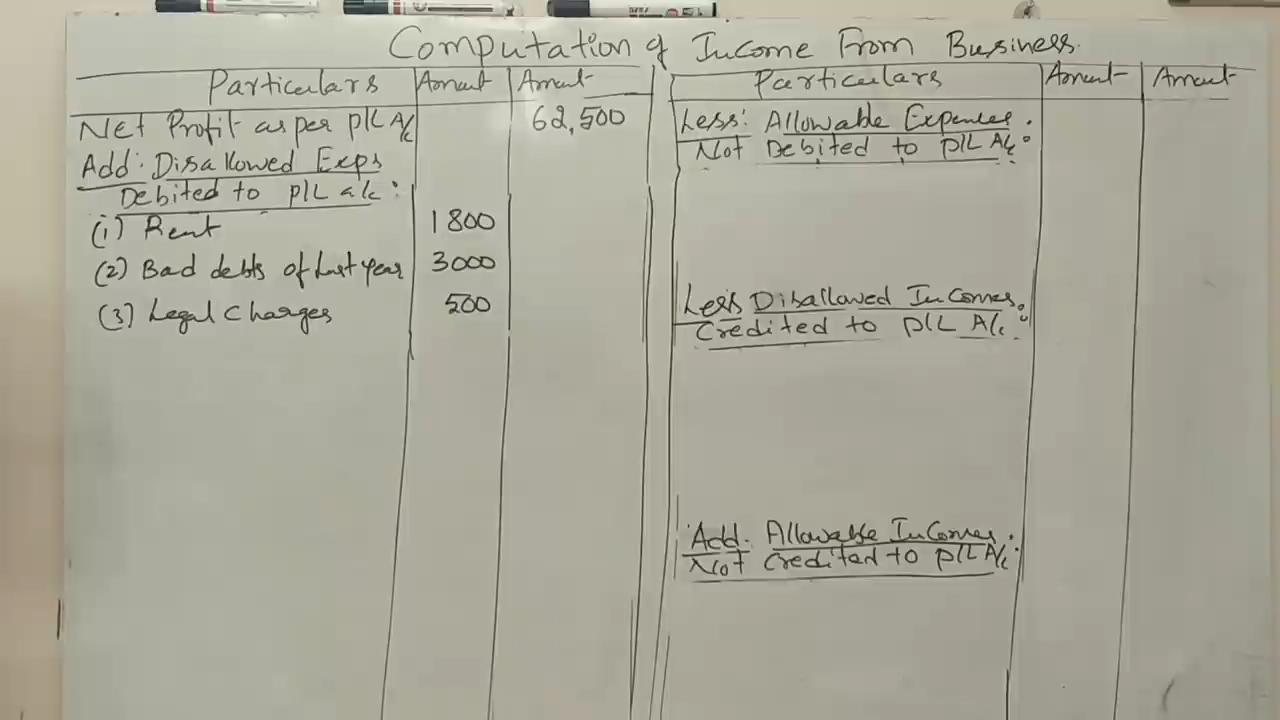 Computation of Income From Business.
Particulars Amount Amount
Net Profit as per P/L A/c 62,500
Add: Disallowed Exps
Debited to P/L a/c:
(1) Rent 1800
(2) Bad debts of Last year 3000
(3) Legal Charges 500
Particulars Amount Amount
Less: Allowable Expences.
Not Debited to P/L A/c:
Less Disallowed Incomes.
Credited to P/L A/c:
Add. Allowable Incomes.
Not Credited to P/L A/c: